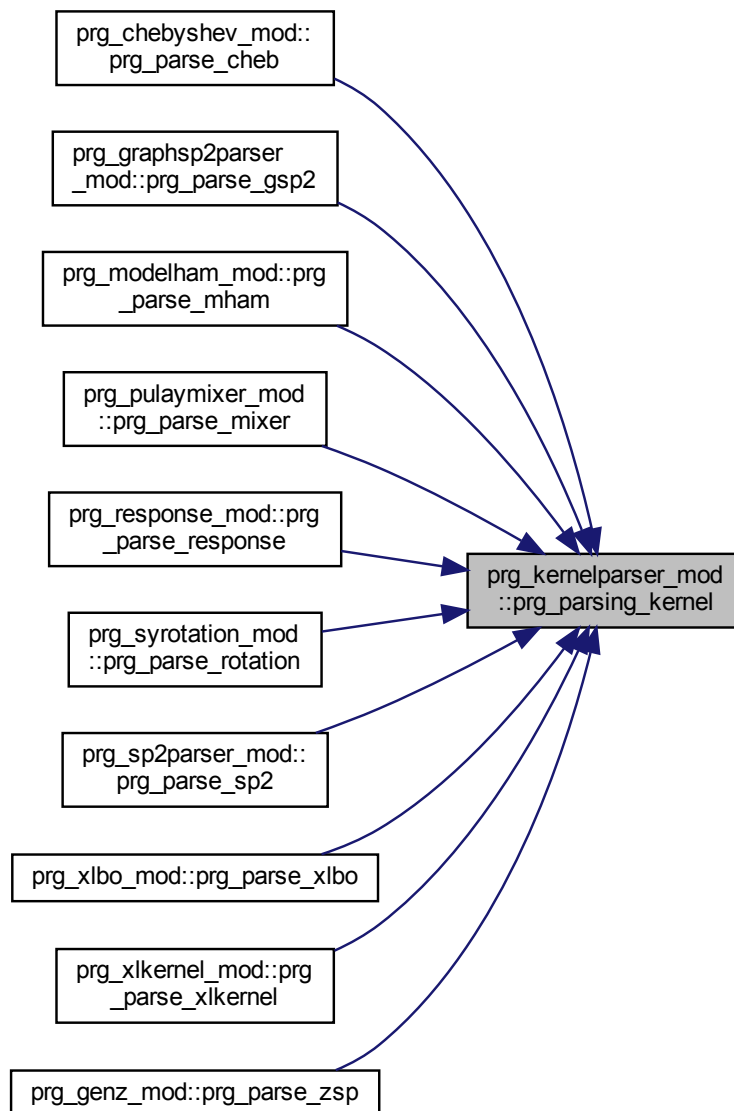 prg_chebyshev_mod::
prg_parse_cheb
prg_graphsp2parser
_mod::prg_parse_gsp2
prg_modelham_mod::prg
_parse_mham
prg_pulaymixer_mod
::prg_parse_mixer
prg_response_mod::prg
_parse_response
prg_kernelparser_mod
::prg_parsing_kernel
prg_syrotation_mod
::prg_parse_rotation
prg_sp2parser_mod::
prg_parse_sp2
prg_xlbo_mod::prg_parse_xlbo
prg_xlkernel_mod::prg
_parse_xlkernel
prg_genz_mod::prg_parse_zsp